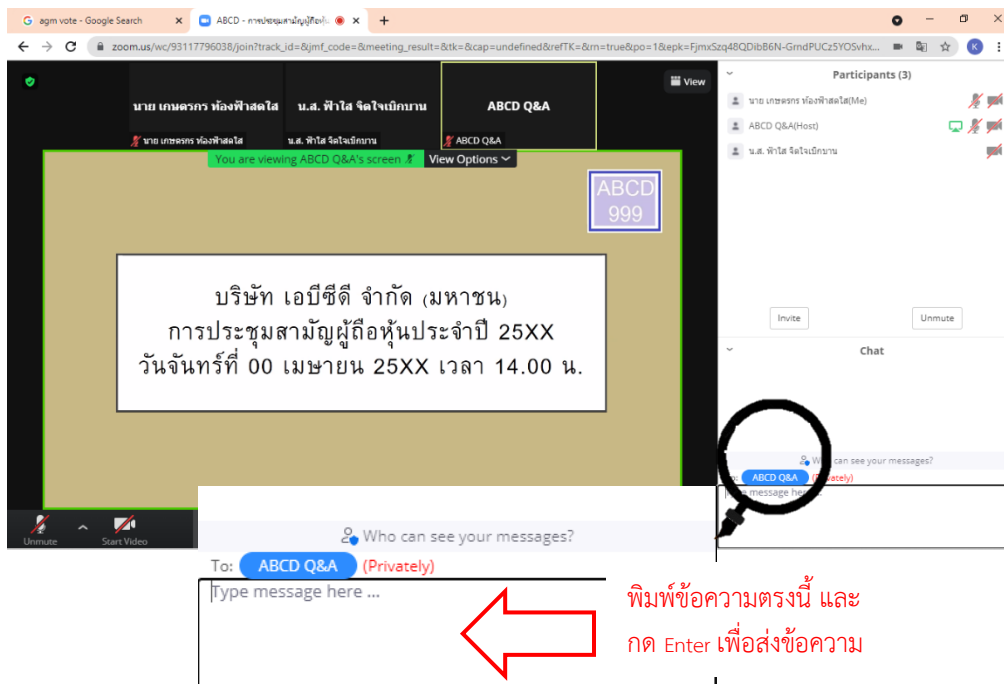 agm vote - Google Search
ABCD - การประชุมสามัญผู้ถือหุ้น
zoom.us/wc/93117796038/join?track_id=&jmf_code=&meeting_result=&tk=&cap=undefined&refTK=&rn=true&po=1&epk=FjmxSzq48QDibB6N-GrndPUCz5YOSvhx...
K
นาย เกษตรกร ท้องฟ้าสดใส
น.ส. ฟ้าใส จิตใจเบิกบาน
ABCD Q&A
View
นาย เกษตรกร ท้องฟ้าสดใส
น.ส. ฟ้าใส จิตใจเบิกบาน
ABCD Q&A
You are viewing ABCD Q&A's screen
View Options
ABCD
999
บริษัท เอบีซีดี จำกัด (มหาชน)
การประชุมสามัญผู้ถือหุ้นประจำปี 25XX
วันจันทร์ที่ 00 เมษายน 25XX เวลา 14.00 น.
Unmute
Start Video
Participants (3)
นาย เกษตรกร ท้องฟ้าสดใส(Me)
ABCD Q&A(Host)
น.ส. ฟ้าใส จิตใจเบิกบาน
Invite
Unmute
Chat
Who can see your messages?
ABCD Q&A (Privately)
message here ...
Who can see your messages?
To: ABCD Q&A (Privately)
Type message here ...
พิมพ์ข้อความตรงนี้ และ
กด Enter เพื่อส่งข้อความ